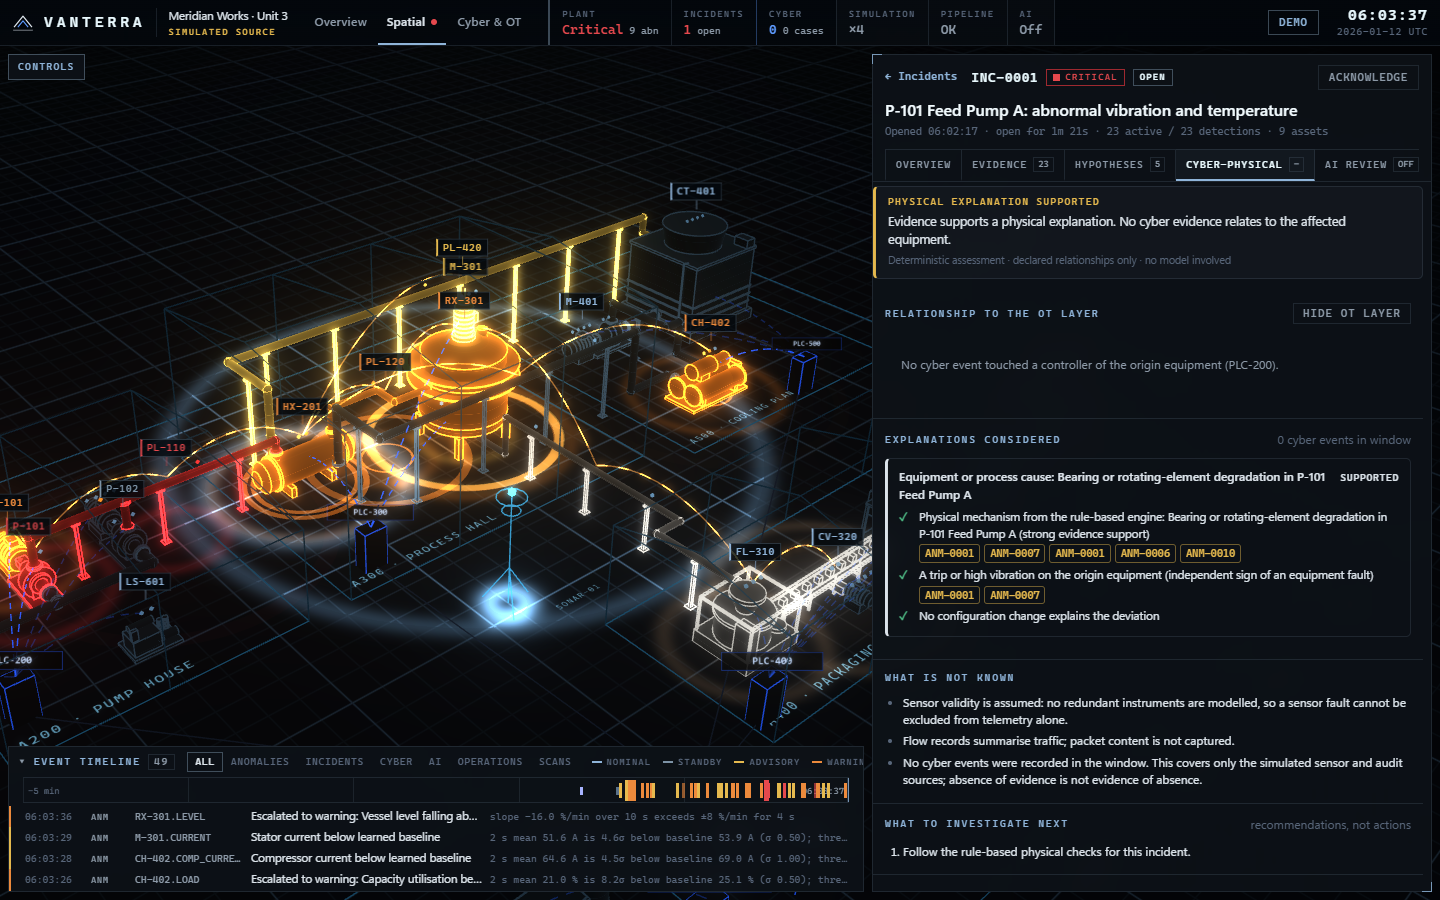 VANTERRA
Meridian Works · Unit 3
SIMULATED SOURCE
Overview
Spatial
Cyber & OT
PLANT
Critical 9 abn
INCIDENTS
1 open
CYBER
0 0 cases
SIMULATION
×4
PIPELINE
OK
AI
Off
DEMO
06:03:37
2026-01-12 UTC
CONTROLS
CT-401
PL-420
M-301
RX-301
M-401
CH-402
PLC-500
PL-120
HX-201
A500 · COOLING PLAN
PL-110
P-102
-101
P-101
PLC-300
A300 · PROCESS HALL
LS-601
SONAR-01
FL-310
CV-320
LC-200
PLC-400
A200 · PUMP HOUSE
PACKAGING
← Incidents
INC-0001
CRITICAL
OPEN
ACKNOWLEDGE
P-101 Feed Pump A: abnormal vibration and temperature
Opened 06:02:17 · open for 1m 21s · 23 active / 23 detections · 9 assets
OVERVIEW
EVIDENCE 23
HYPOTHESES 5
CYBER-PHYSICAL –
AI REVIEW OFF
PHYSICAL EXPLANATION SUPPORTED
Evidence supports a physical explanation. No cyber evidence relates to the affected
equipment.
Deterministic assessment · declared relationships only · no model involved
RELATIONSHIP TO THE OT LAYER
HIDE OT LAYER
No cyber event touched a controller of the origin equipment (PLC-200).
EXPLANATIONS CONSIDERED
0 cyber events in window
Equipment or process cause: Bearing or rotating-element degradation in P-101
Feed Pump A
SUPPORTED
✓ Physical mechanism from the rule-based engine: Bearing or rotating-element degradation in
P-101 Feed Pump A (strong evidence support)
ANM-0001 ANM-0007 ANM-0001 ANM-0006 ANM-0010
✓ A trip or high vibration on the origin equipment (independent sign of an equipment fault)
ANM-0001 ANM-0007
✓ No configuration change explains the deviation
WHAT IS NOT KNOWN
• Sensor validity is assumed: no redundant instruments are modelled, so a sensor fault cannot be
excluded from telemetry alone.
• Flow records summarise traffic; packet content is not captured.
• No cyber events were recorded in the window. This covers only the simulated sensor and audit
sources; absence of evidence is not evidence of absence.
WHAT TO INVESTIGATE NEXT
recommendations, not actions
1. Follow the rule-based physical checks for this incident.
EVENT TIMELINE 49
ALL
ANOMALIES
INCIDENTS
CYBER
AI
OPERATIONS
SCANS
NOMINAL
STANDBY
ADVISORY
WARNIN
−5 min
06:03:37
06:03:36 ANM RX-301.LEVEL Escalated to warning: Vessel level falling ab… slope −16.0 %/min over 10 s exceeds ±8 %/min for 4 s
06:03:29 ANM M-301.CURRENT Stator current below learned baseline 2 s mean 51.6 A is 4.6σ below baseline 53.9 A (σ 0.50); thre…
06:03:28 ANM CH-402.COMP_CURRE… Compressor current below learned baseline 2 s mean 64.6 A is 4.5σ below baseline 69.0 A (σ 1.00); thre…
06:03:26 ANM CH-402.LOAD Escalated to warning: Capacity utilisation be… 2 s mean 21.0 % is 8.2σ below baseline 25.1 % (σ 0.50); thre…